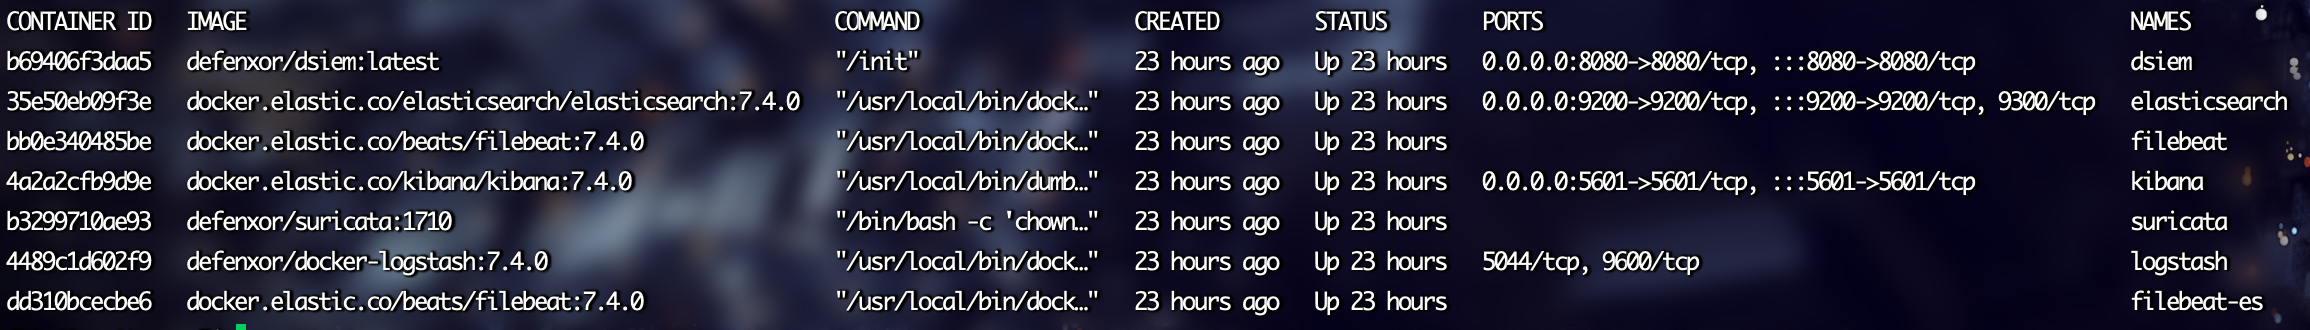 CONTAINER ID IMAGE COMMAND CREATED STATUS PORTS NAMES
b69406f3daa5 defenxor/dsiem:latest "/init" 23 hours ago Up 23 hours 0.0.0.0:8080->8080/tcp, :::8080->8080/tcp dsiem
35e50eb09f3e docker.elastic.co/elasticsearch/elasticsearch:7.4.0 "/usr/local/bin/dock…" 23 hours ago Up 23 hours 0.0.0.0:9200->9200/tcp, :::9200->9200/tcp, 9300/tcp elasticsearch
bb0e340485be docker.elastic.co/beats/filebeat:7.4.0 "/usr/local/bin/dock…" 23 hours ago Up 23 hours filebeat
4a2a2cfb9d9e docker.elastic.co/kibana/kibana:7.4.0 "/usr/local/bin/dumb…" 23 hours ago Up 23 hours 0.0.0.0:5601->5601/tcp, :::5601->5601/tcp kibana
b3299710ae93 defenxor/suricata:1710 "/bin/bash -c 'chown…" 23 hours ago Up 23 hours suricata
4489c1d602f9 defenxor/docker-logstash:7.4.0 "/usr/local/bin/dock…" 23 hours ago Up 23 hours 5044/tcp, 9600/tcp logstash
dd310bcecbe6 docker.elastic.co/beats/filebeat:7.4.0 "/usr/local/bin/dock…" 23 hours ago Up 23 hours filebeat-es